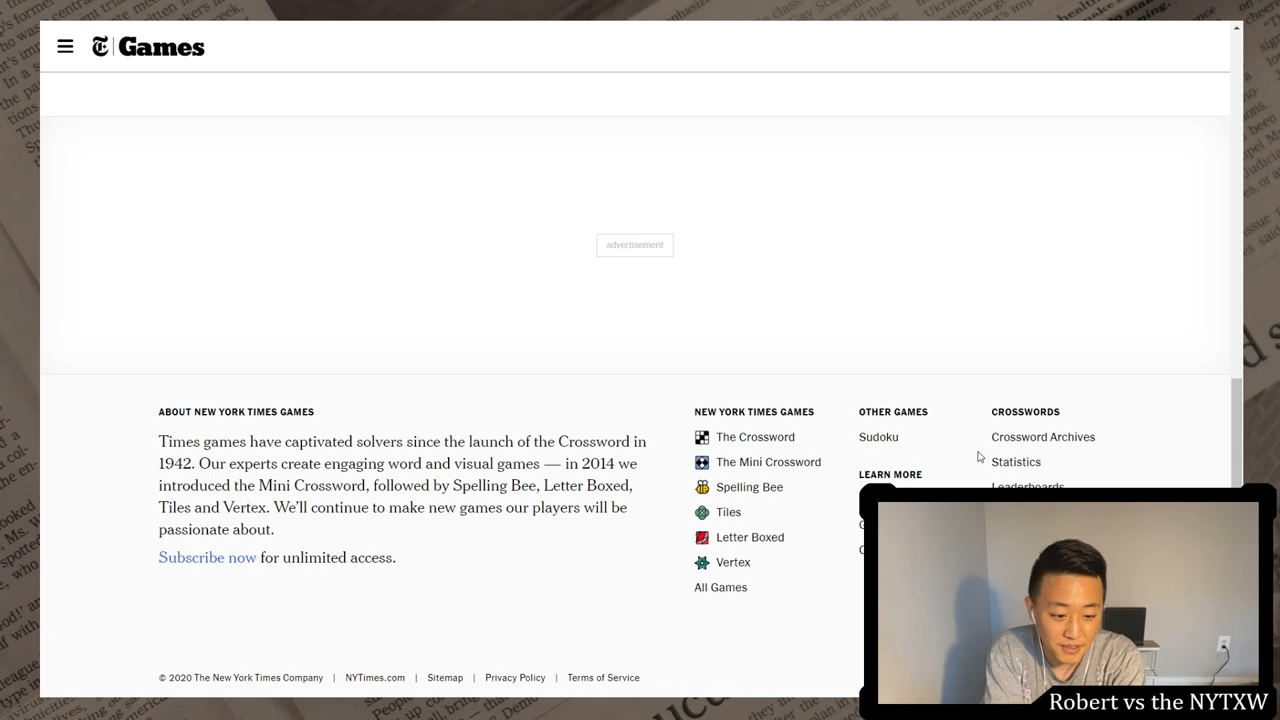 Games
advertisement
ABOUT NEW YORK TIMES GAMES
Times games have captivated solvers since the launch of the Crossword in
1942. Our experts create engaging word and visual games — in 2014 we
introduced the Mini Crossword, followed by Spelling Bee, Letter Boxed,
Tiles and Vertex. We’ll continue to make new games our players will be
passionate about.
Subscribe now for unlimited access.
NEW YORK TIMES GAMES
The Crossword
The Mini Crossword
Spelling Bee
Tiles
Letter Boxed
Vertex
All Games
OTHER GAMES
Sudoku
LEARN MORE
CROSSWORDS
Crossword Archives
Statistics
Leaderboards
© 2020 The New York Times Company | NYTimes.com | Sitemap | Privacy Policy | Terms of Service
Robert vs the NYTXW